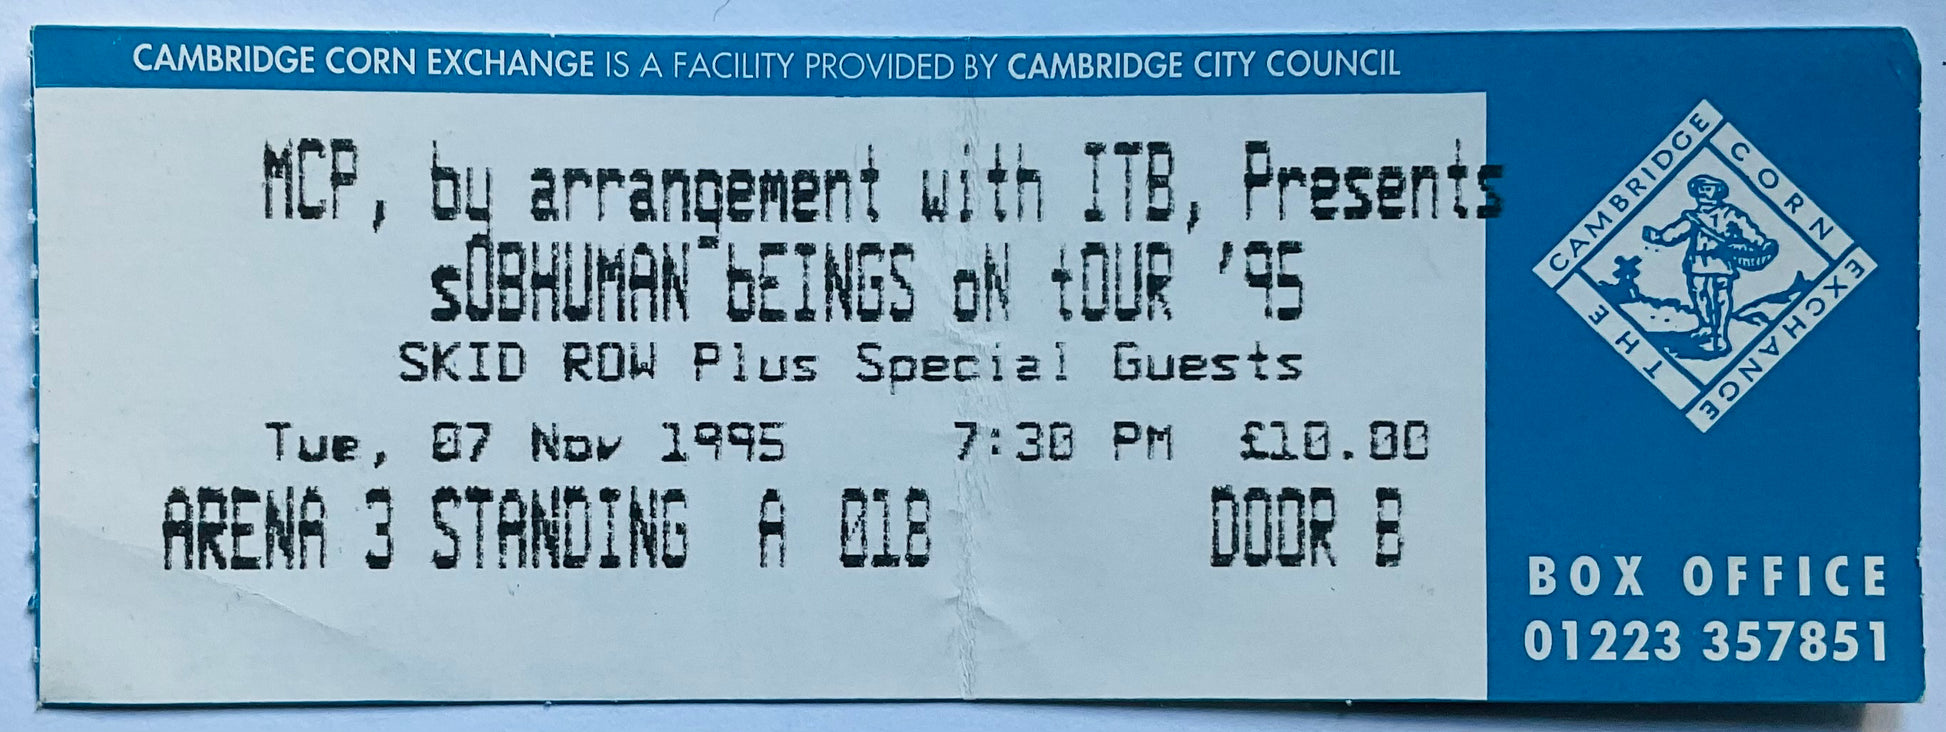 CAMBRIDGE CORN EXCHANGE IS A FACILITY PROVIDED BY CAMBRIDGE CITY COUNCIL
MCP, by arrangement with ITB, Presents
sÜBHUMAN bEINGS oN tOUR '95
SKID ROW Plus Special Guests
Tue, 07 Nov 1995 7:30 PM £10.00
ARENA 3 STANDING A 018 DOOR B
THE CAMBRIDGE CORN EXCHANGE
BOX OFFICE
01223 357851